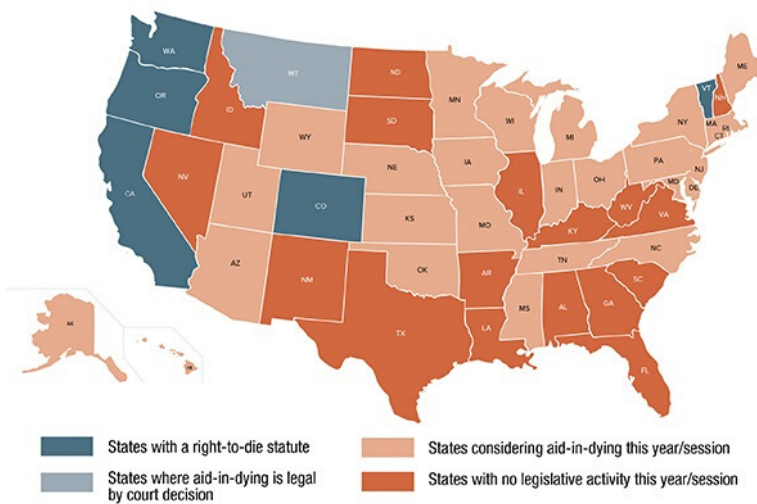 WA
OR
CA
NV
ID
MT
WY
UT
AZ
CO
NM
ND
SD
NE
KS
OK
TX
MN
IA
MO
AR
LA
WI
IL
MI
IN
OH
KY
TN
MS
AL
GA
FL
SC
NC
VA
WV
PA
NY
VT
NH
ME
MA
RI
CT
NJ
MD
DE
AK
HI
States with a right-to-die statute
States where aid-in-dying is legal
by court decision
States considering aid-in-dying this year/session
States with no legislative activity this year/session